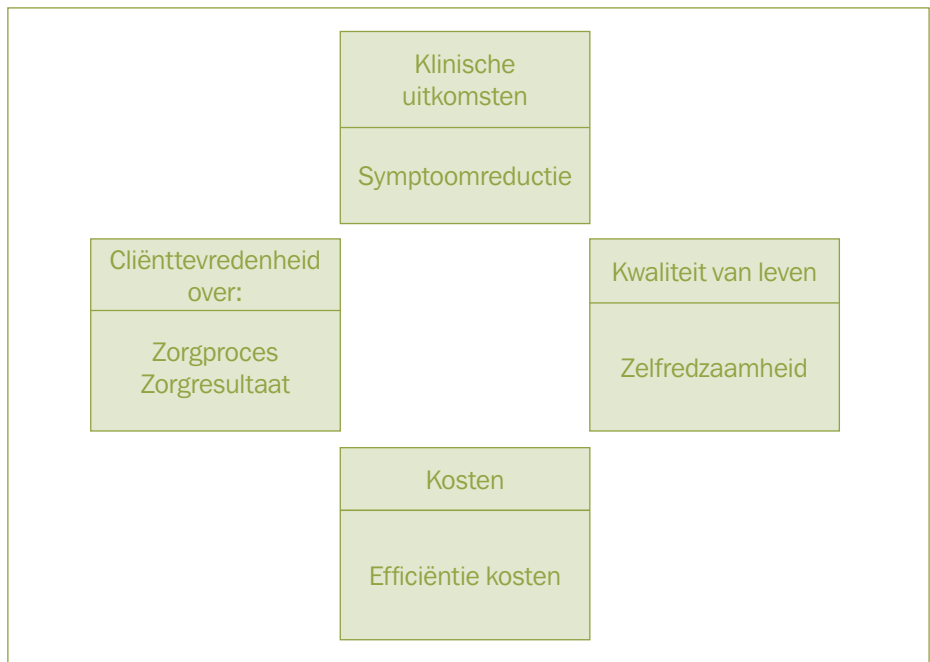 Klinische
uitkomsten
Symptoomreductie
Cliënttevredenheid
over:
Zorgproces
Zorgresultaat
Kwaliteit van leven
Zelfredzaamheid
Kosten
Efficiëntie kosten